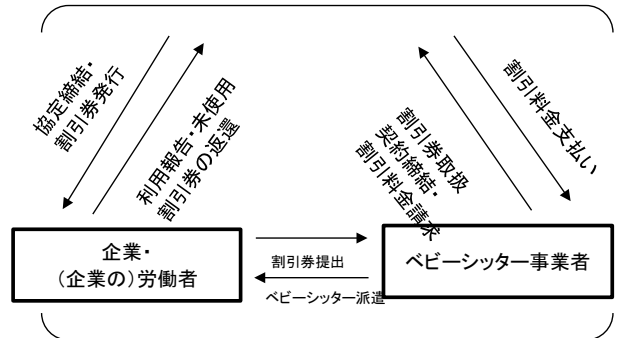 協定締結・
割引券発行
利用報告・未使用
割引券の返還
割引券取扱
契約締結・
割引料金請求
割引料金支払い
企業・
(企業の)労働者
割引券提出
ベビーシッター派遣
ベビーシッター事業者